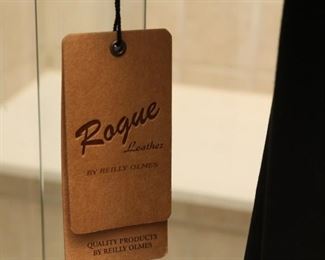 Rogue
Leather
BY REILLY OLMES
QUALITY PRODUCTS
BY REILLY OLMES